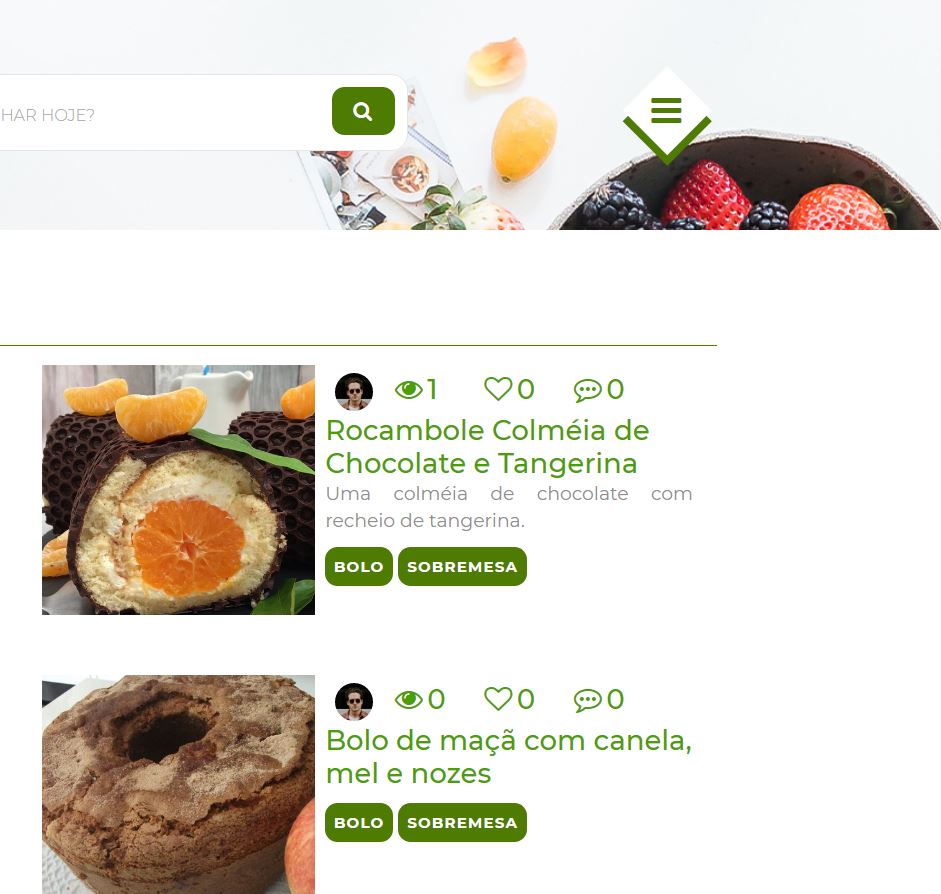 HAR HOJE?
1 0 0
Rocambole Colméia de
Chocolate e Tangerina
Uma colméia de chocolate com
recheio de tangerina.
BOLO SOBREMESA
0 0 0
Bolo de maçã com canela,
mel e nozes
BOLO SOBREMESA